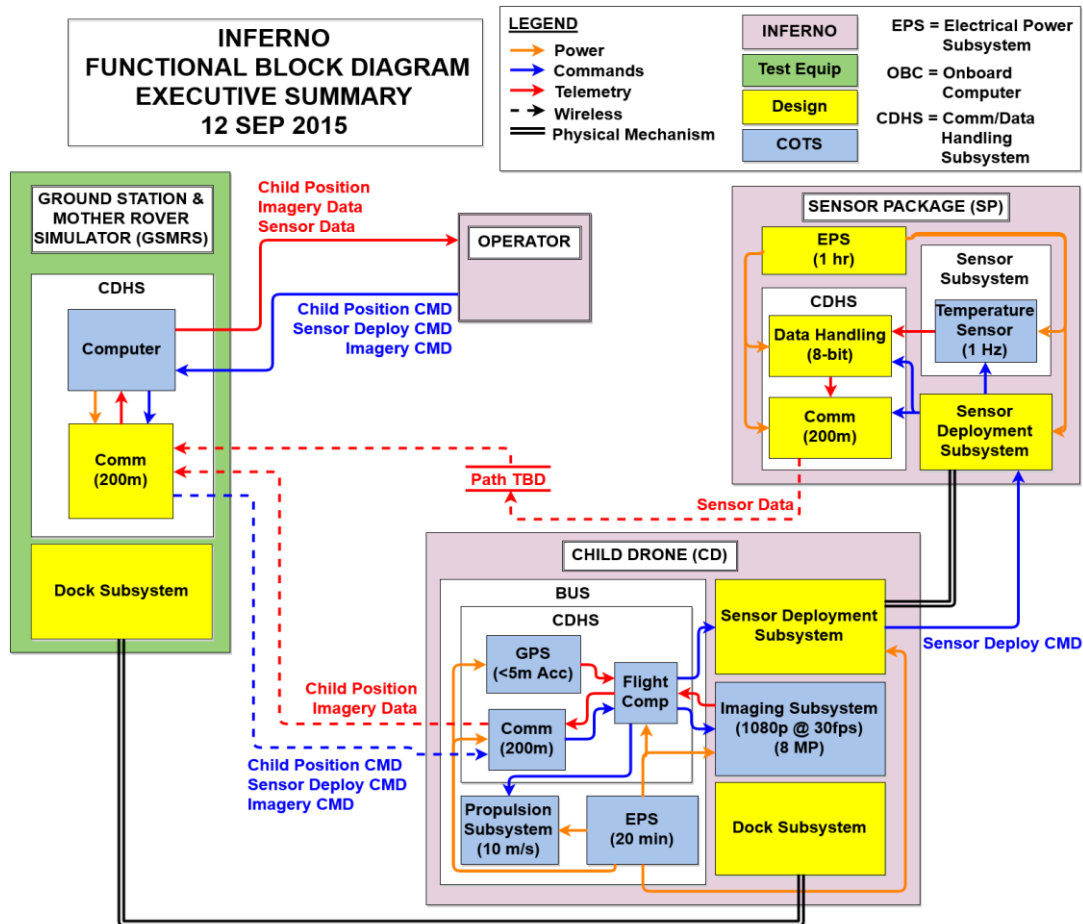 INFERNO
FUNCTIONAL BLOCK DIAGRAM
EXECUTIVE SUMMARY
12 SEP 2015
LEGEND
Power
Commands
Telemetry
Wireless
Physical Mechanism
INFERNO
Test Equip
Design
COTS
EPS = Electrical Power
Subsystem
OBC = Onboard
Computer
CDHS = Comm/Data
Handling
Subsystem
GROUND STATION &
MOTHER ROVER
SIMULATOR (GSMRS)
CDHS
Computer
Comm
(200m)
Dock Subsystem
Child Position
Imagery Data
Sensor Data
OPERATOR
Child Position CMD
Sensor Deploy CMD
Imagery CMD
SENSOR PACKAGE (SP)
EPS
(1 hr)
Sensor
Subsystem
CDHS
Data Handling
(8-bit)
Temperature
Sensor
(1 Hz)
Comm
(200m)
Sensor
Deployment
Subsystem
Path TBD
Sensor Data
CHILD DRONE (CD)
BUS
CDHS
GPS
(<5m Acc)
Flight
Comp
Comm
(200m)
Propulsion
Subsystem
(10 m/s)
EPS
(20 min)
Sensor Deployment
Subsystem
Sensor Deploy CMD
Imaging Subsystem
(1080p @ 30fps)
(8 MP)
Dock Subsystem
Child Position
Imagery Data
Child Position CMD
Sensor Deploy CMD
Imagery CMD